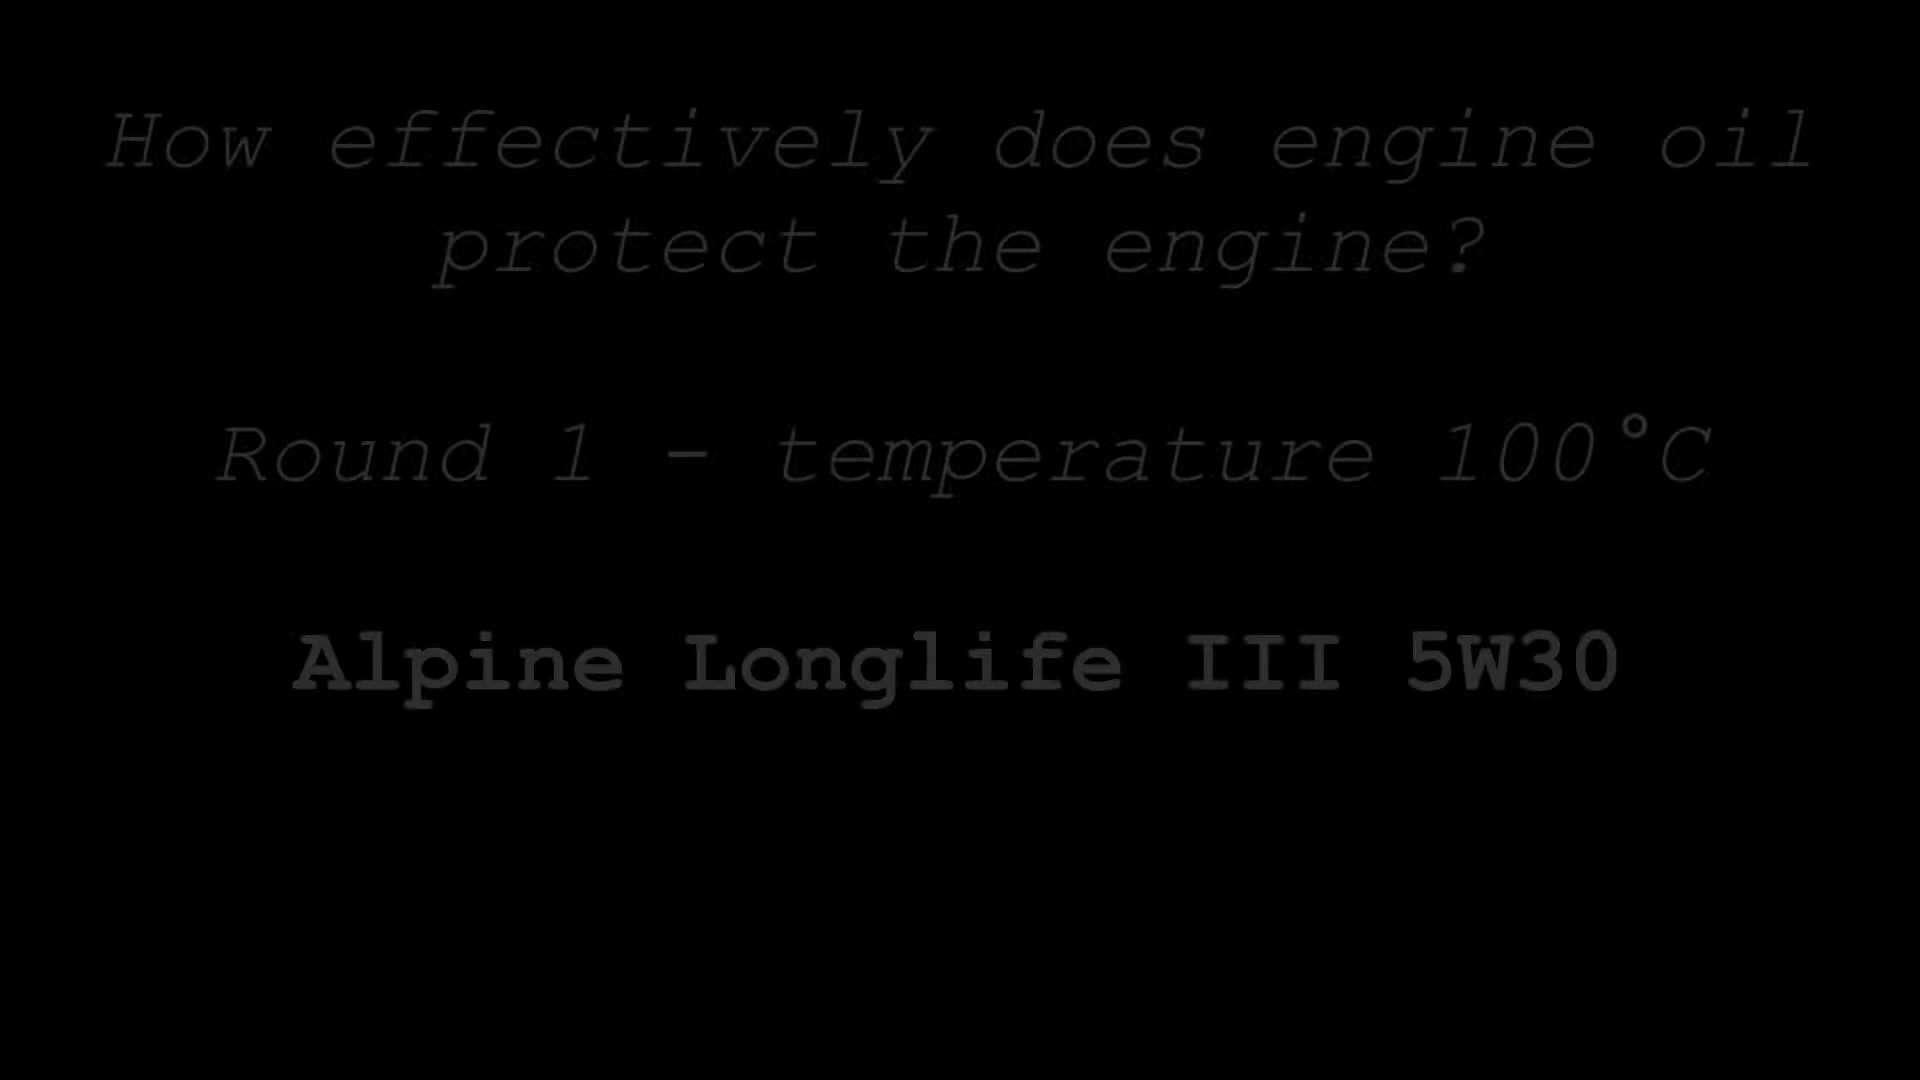 How effectively does engine oil
protect the engine?
Round 1 - temperature 100°C
Alpine Longlife III 5W30